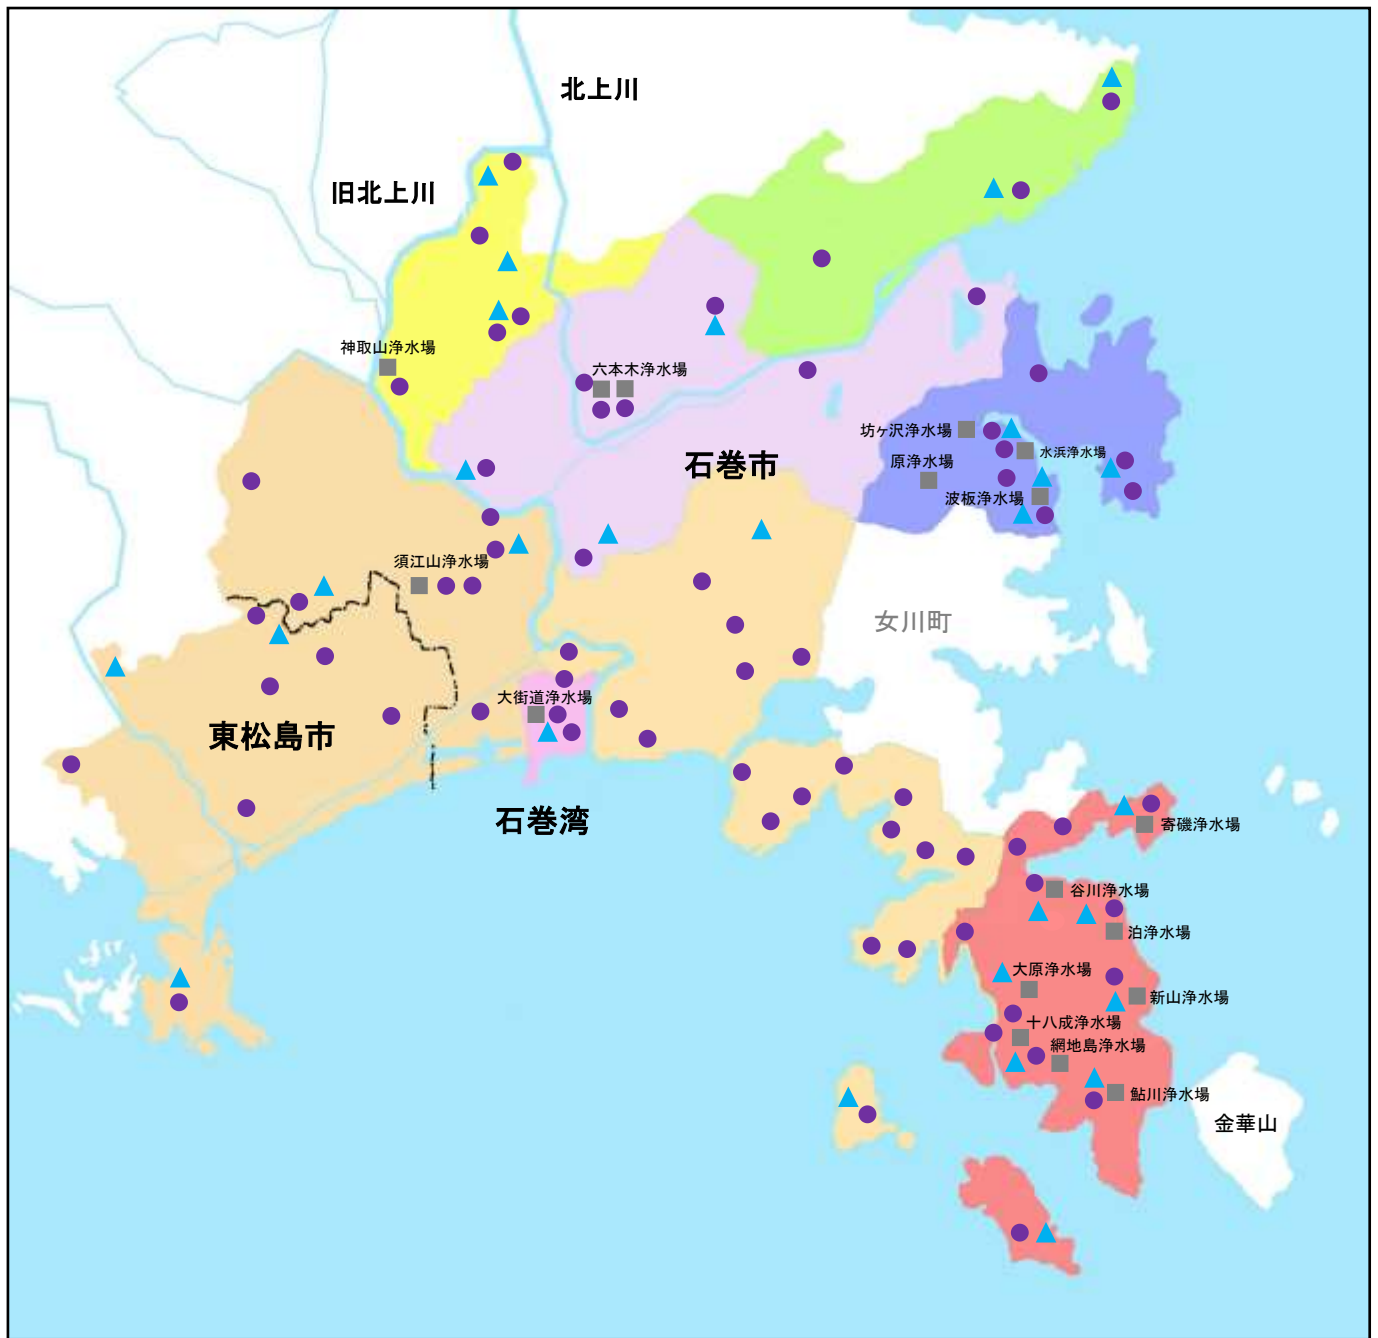 北上川
旧北上川
神取山浄水場
六本木浄水場
坊ヶ沢浄水場
水浜浄水場
石巻市
原浄水場
波板浄水場
須江山浄水場
女川町
大街道浄水場
東松島市
石巻湾
寄磯浄水場
谷川浄水場
泊浄水場
大原浄水場
新山浄水場
十八成浄水場
網地島浄水場
鮎川浄水場
金華山